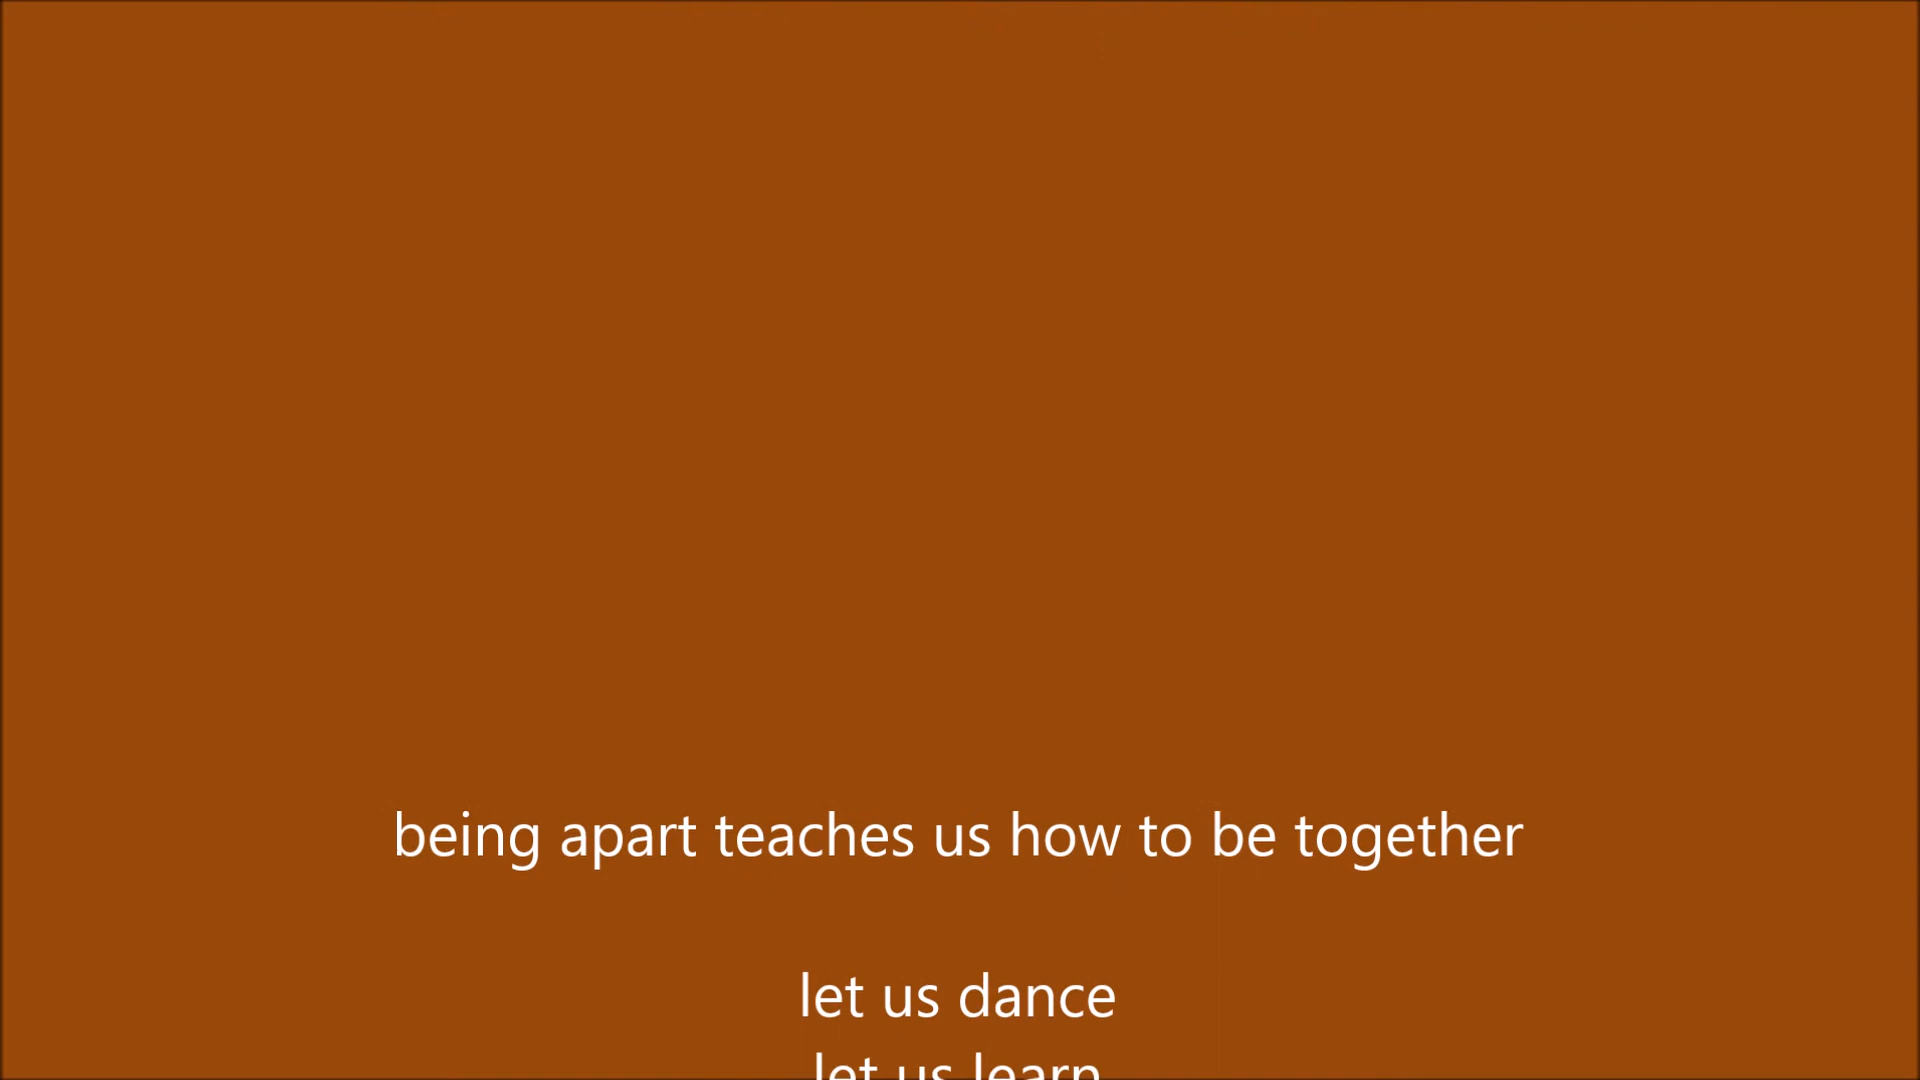 being apart teaches us how to be together
let us dance
let us learn